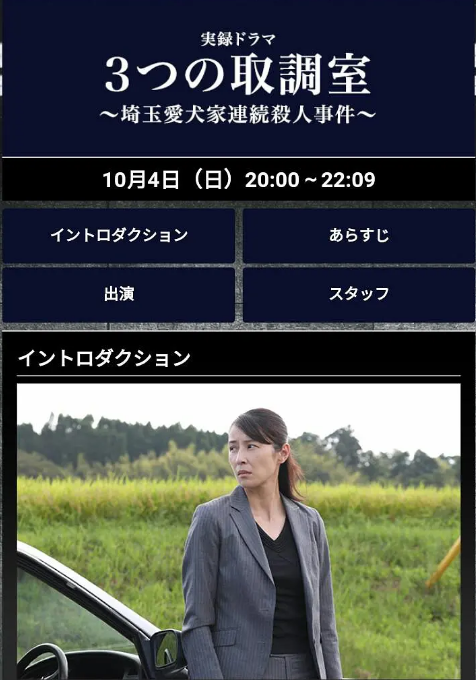 実録ドラマ
3つの取調室
～埼玉愛犬家連続殺人事件～
10月4日（日）20:00～22:09
イントロダクション
あらすじ
出演
スタッフ
イントロダクション